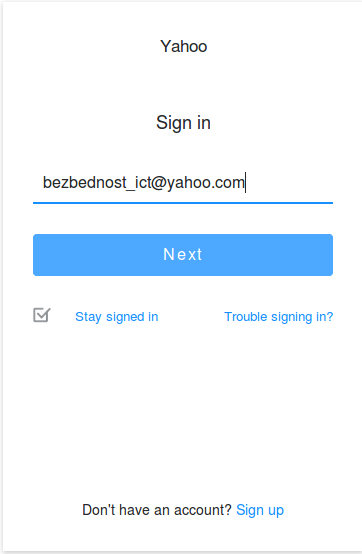 Yahoo
Sign in
bezbednost_ict@yahoo.com
Next
Stay signed in Trouble signing in?
Don't have an account? Sign up